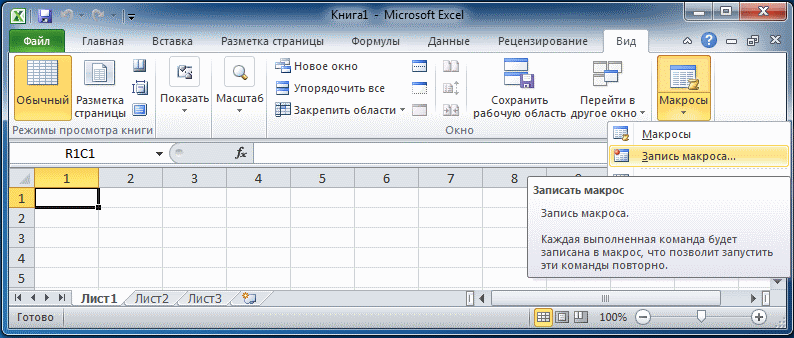 Книга1 - Microsoft Excel
Файл Главная Вставка Разметка страницы Формулы Данные Рецензирование Вид
Обычный
Разметка страницы
Режимы просмотра книги
Показать
Масштаб
Новое окно
Упорядочить все
Закрепить области
Сохранить рабочую область
Перейти в другое окно
Окно
Макросы
Макросы
Запись макроса...
R1C1 fx
1 2 3 4 5 6 7 8
1
2
3
4
5
Записать макрос
Запись макроса.
Каждая выполненная команда будет
записана в макрос, что позволит запустить
эти команды повторно.
Лист1 Лист2 Лист3
Готово 100%